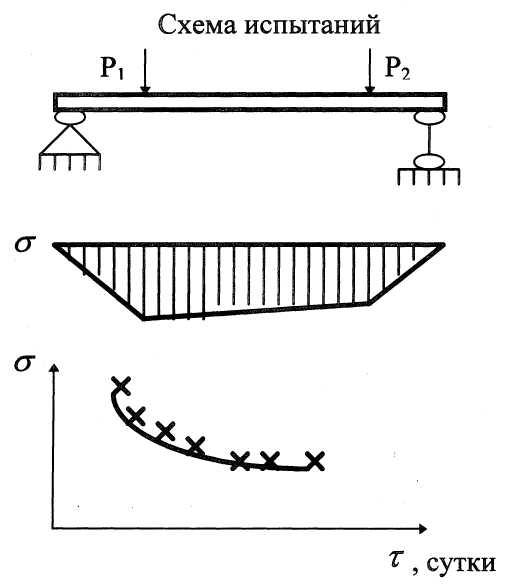 Схема испытаний
P₁ P₂
σ
σ
τ , сутки